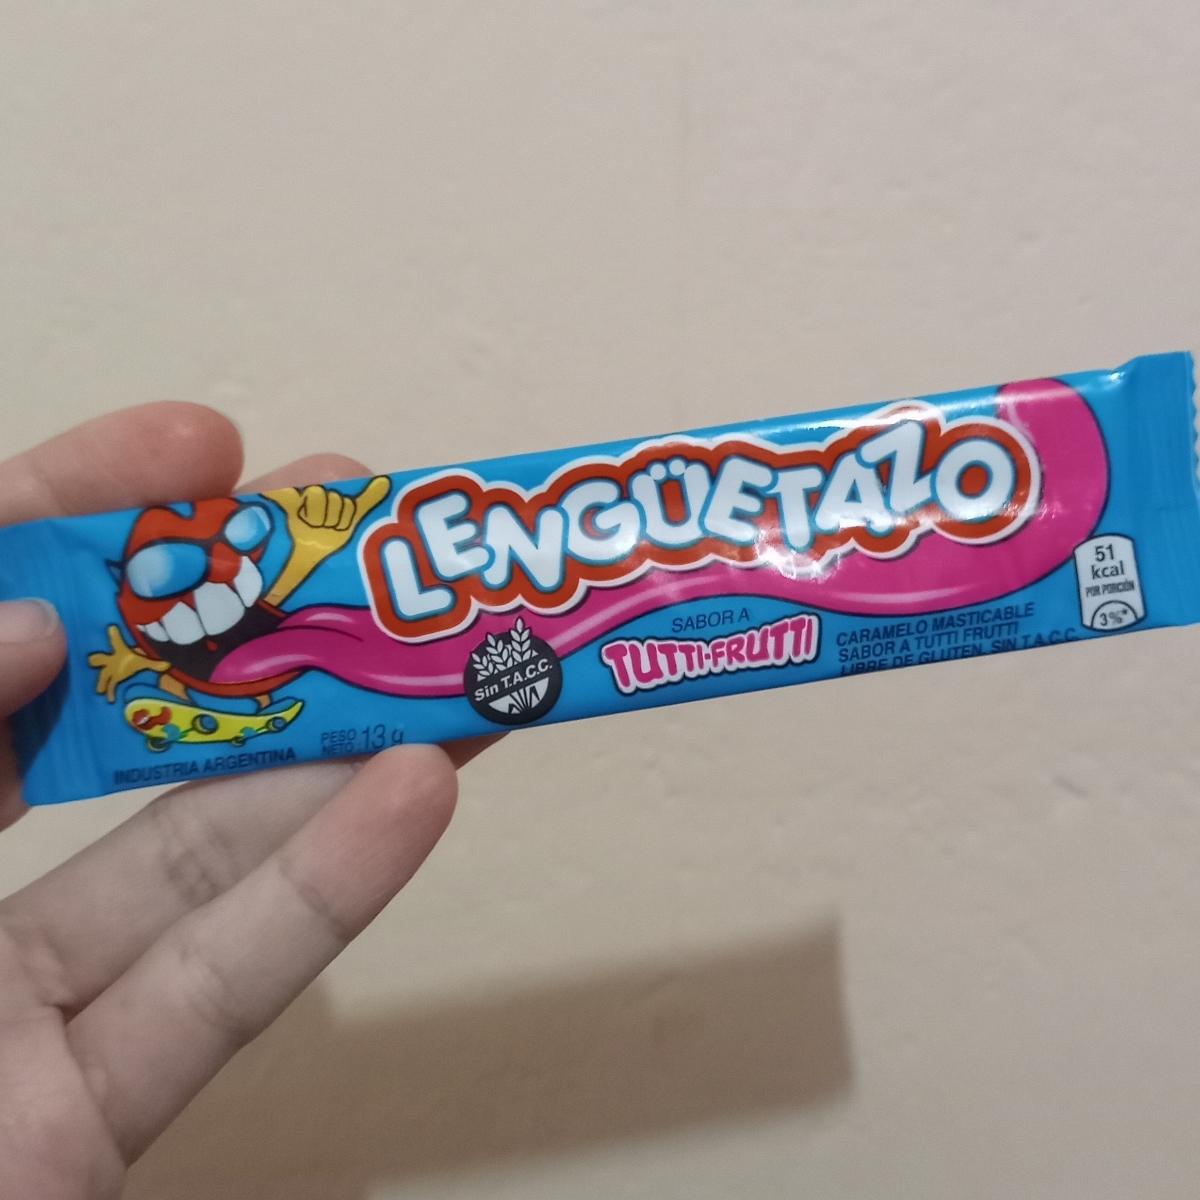 LENGÜETAZO
Sin T.A.C.C.
SABOR A
TUTTI-FRUTTI
CARAMELO MASTICABLE
SABOR A TUTTI FRUTTI
LIBRE DE GLUTEN. SIN T.A.C.C.
51
kcal
POR PORCIÓN
3%*
INDUSTRIA ARGENTINA
PESO
NETO: 13 g